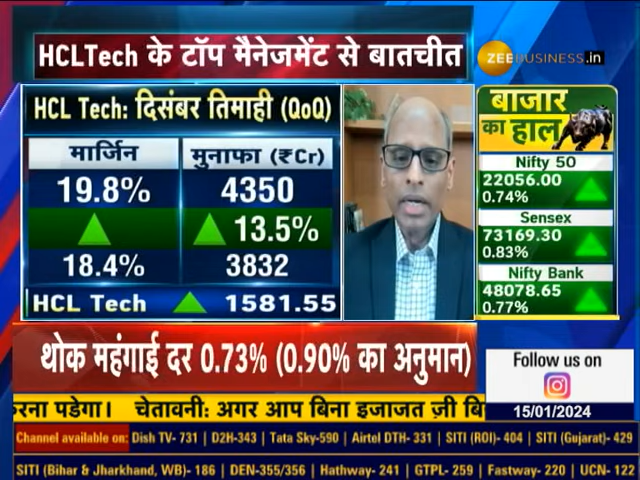 HCLTech के टॉप मैनेजमेंट से बातचीत
ZEEBUSINESS.in
HCL Tech: दिसंबर तिमाही (QoQ)
मार्जिन मुनाफा (₹Cr)
19.8% 4350
13.5%
18.4% 3832
HCL Tech 1581.55
बाजार
का हाल
Nifty 50
22056.00
0.74%
Sensex
73169.30
0.83%
Nifty Bank
48078.65
0.77%
थोक महंगाई दर 0.73% (0.90% का अनुमान)
Follow us on
15/01/2024
करना पड़ेगा। चेतावनी: अगर आप बिना इजाजत ज़ी बि
Channel available on: Dish TV- 731 | D2H-343 | Tata Sky-590 | Airtel DTH- 331 | SITI (ROI)- 404 | SITI (Gujarat)- 429
SITI (Bihar & Jharkhand, WB)- 186 | DEN-355/356 | Hathway- 241 | GTPL- 259 | Fastway- 220 | UCN- 122